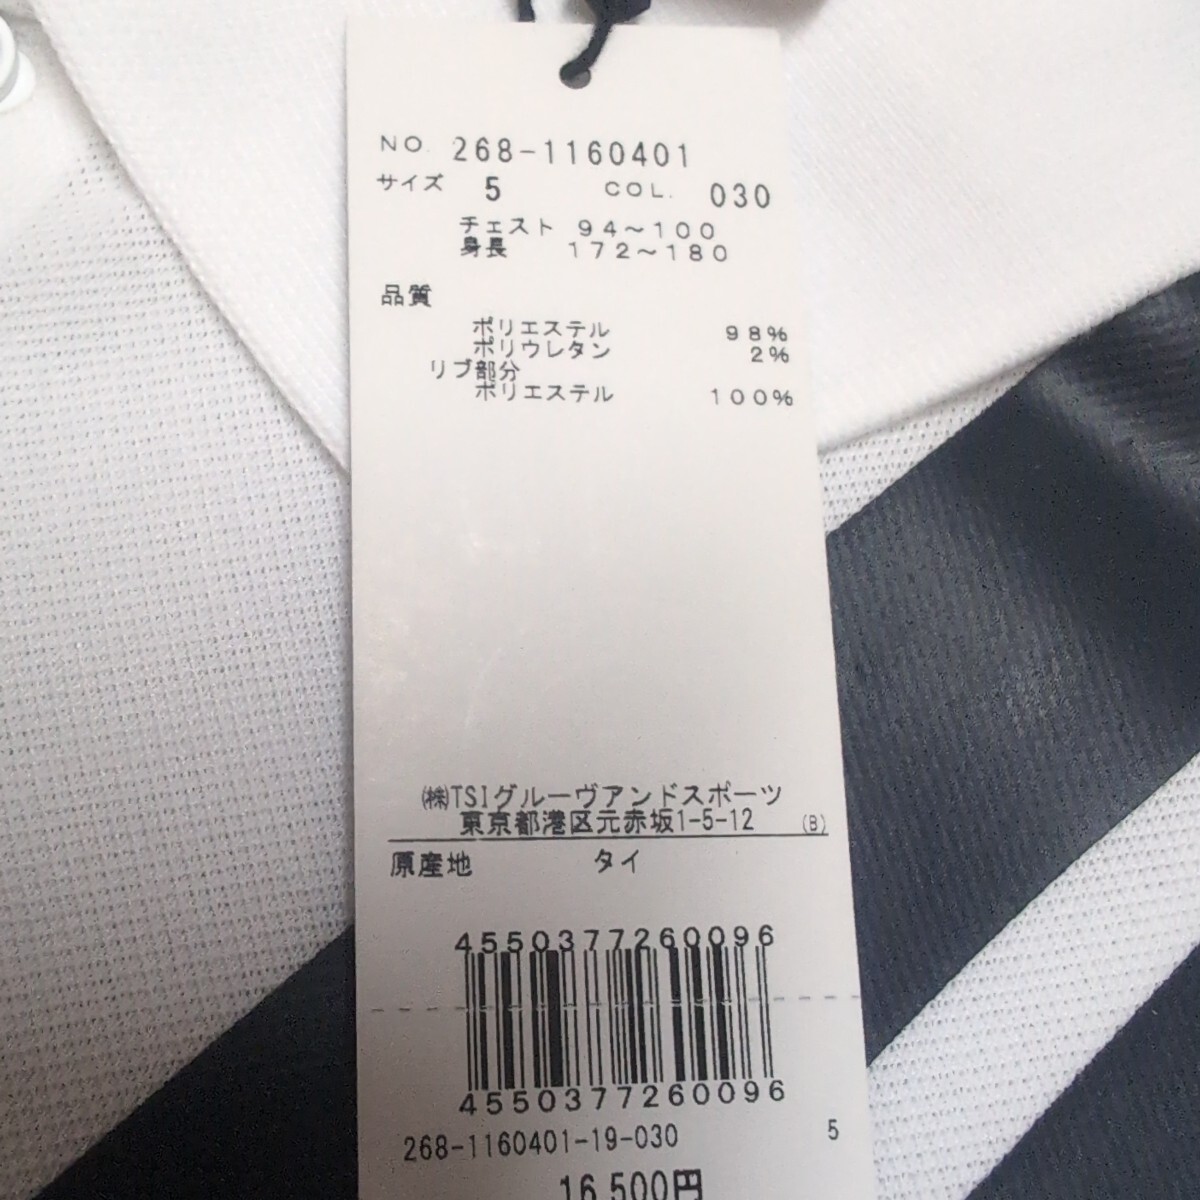 NO. 268-1160401
サイズ 5 COL. 030
チェスト 94～100
身長 172～180
品質
ポリエステル 98%
ポリウレタン 2%
リブ部分
ポリエステル 100%
㈱TSIグルーヴアンドスポーツ
東京都港区元赤坂1-5-12 (B)
原産地 タイ
4550377260096
4550377260096
268-1160401-19-030 5
16,500円